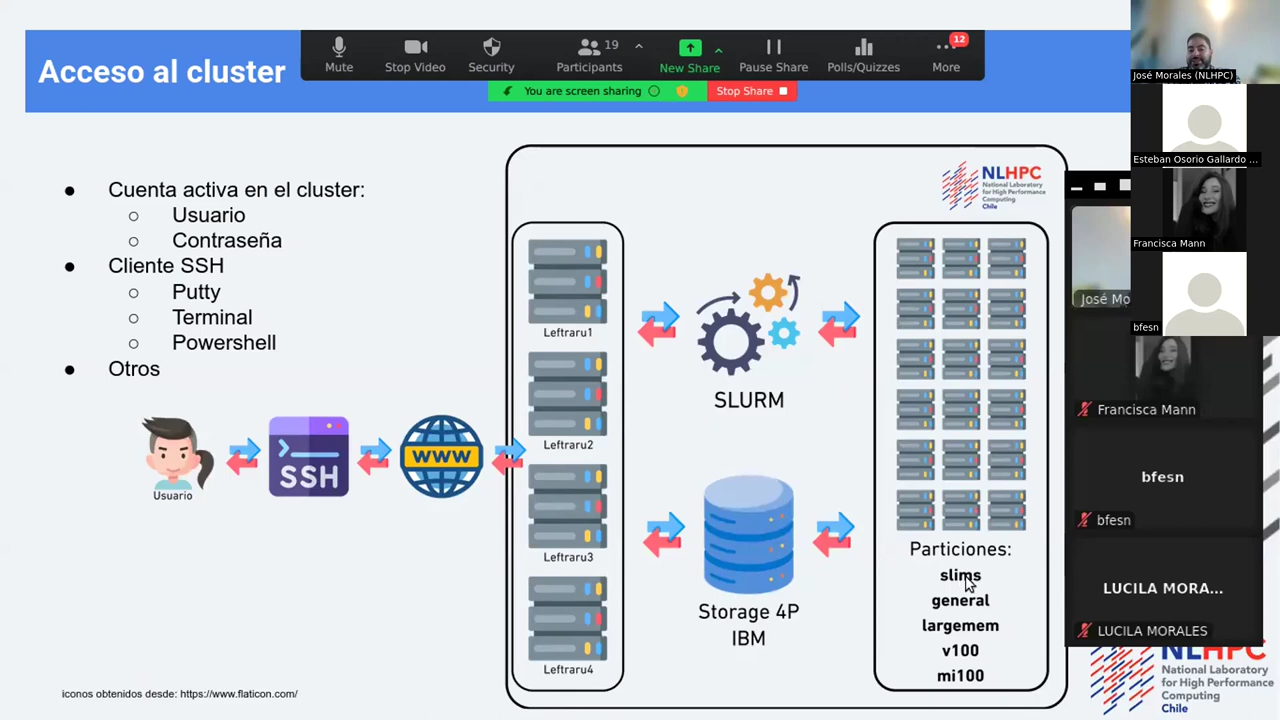 Acceso al cluster
Mute
Stop Video
Security
Participants
19
New Share
Pause Share
Polls/Quizzes
More
12
You are screen sharing
Stop Share
Cuenta activa en el cluster:
Usuario
Contraseña
Cliente SSH
Putty
Terminal
Powershell
Otros
Usuario
SSH
WWW
NLHPC
National Laboratory
for High Performance
Computing
Chile
Leftraru1
Leftraru2
Leftraru3
Leftraru4
SLURM
Storage 4P
IBM
Particiones:
slims
general
largemem
v100
mi100
José Morales (NLHPC)
Esteban Osorio Gallardo ...
Francisca Mann
bfesn
José Mo
Francisca Mann
bfesn
bfesn
LUCILA MORA...
LUCILA MORALES
NLHPC
National Laboratory
for High Performance
Computing
Chile
iconos obtenidos desde: https://www.flaticon.com/